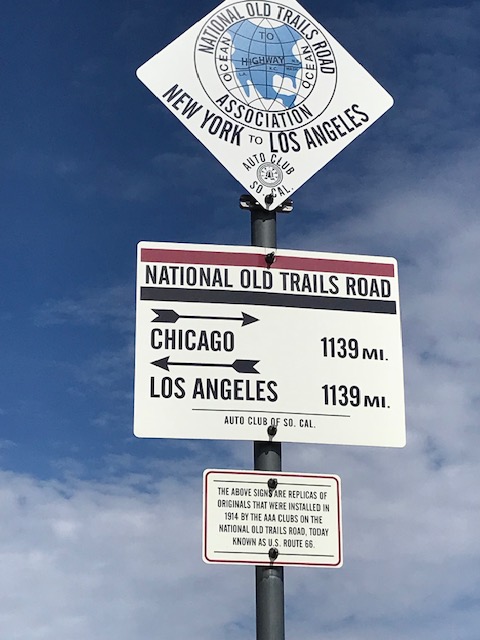 NATIONAL OLD TRAILS ROAD
OCEAN TO OCEAN
HIGHWAY
ASSOCIATION
NEW YORK TO LOS ANGELES
AUTO CLUB
SO. CAL.
NATIONAL OLD TRAILS ROAD
CHICAGO 1139 MI.
LOS ANGELES 1139 MI.
AUTO CLUB OF SO. CAL.
THE ABOVE SIGNS ARE REPLICAS OF
ORIGINALS THAT WERE INSTALLED IN
1914 BY THE AAA CLUBS ON THE
NATIONAL OLD TRAILS ROAD, TODAY
KNOWN AS U.S. ROUTE 66.